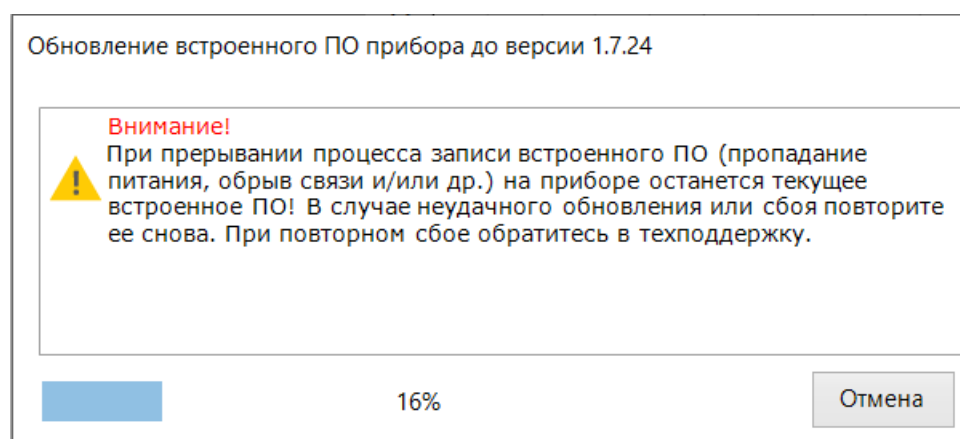 Обновление встроенного ПО прибора до версии 1.7.24
Внимание!
При прерывании процесса записи встроенного ПО (пропадание
питания, обрыв связи и/или др.) на приборе останется текущее
встроенное ПО! В случае неудачного обновления или сбоя повторите
ее снова. При повторном сбое обратитесь в техподдержку.
16%
Отмена